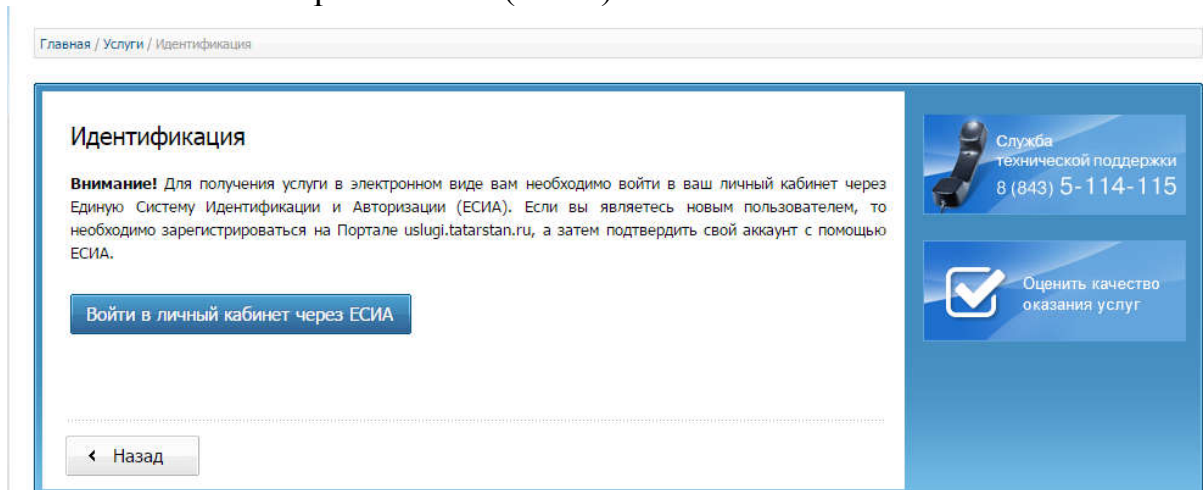 Главная / Услуги / Идентификация
Идентификация
Внимание! Для получения услуги в электронном виде вам необходимо войти в ваш личный кабинет через
Единую Систему Идентификации и Авторизации (ЕСИА). Если вы являетесь новым пользователем, то
необходимо зарегистрироваться на Портале uslugi.tatarstan.ru, а затем подтвердить свой аккаунт с помощью
ЕСИА.
Войти в личный кабинет через ЕСИА
Назад
Служба
технической поддержки
8 (843) 5-114-115
Оценить качество
оказания услуг